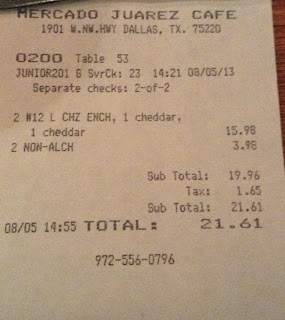 MERCADO JUAREZ CAFE
1901 W.NW.HWY DALLAS, TX. 75220
0200 Table 53
JUNIOR201 G SvrCk: 23 14:21 08/05/13
Separate checks: 2-of-2
2 #12 L CHZ ENCH, 1 cheddar,
1 cheddar 15.98
2 NON-ALCH 3.98
Sub Total: 19.96
Tax: 1.65
Sub Total: 21.61
08/05 14:55 TOTAL: 21.61
972-556-0796